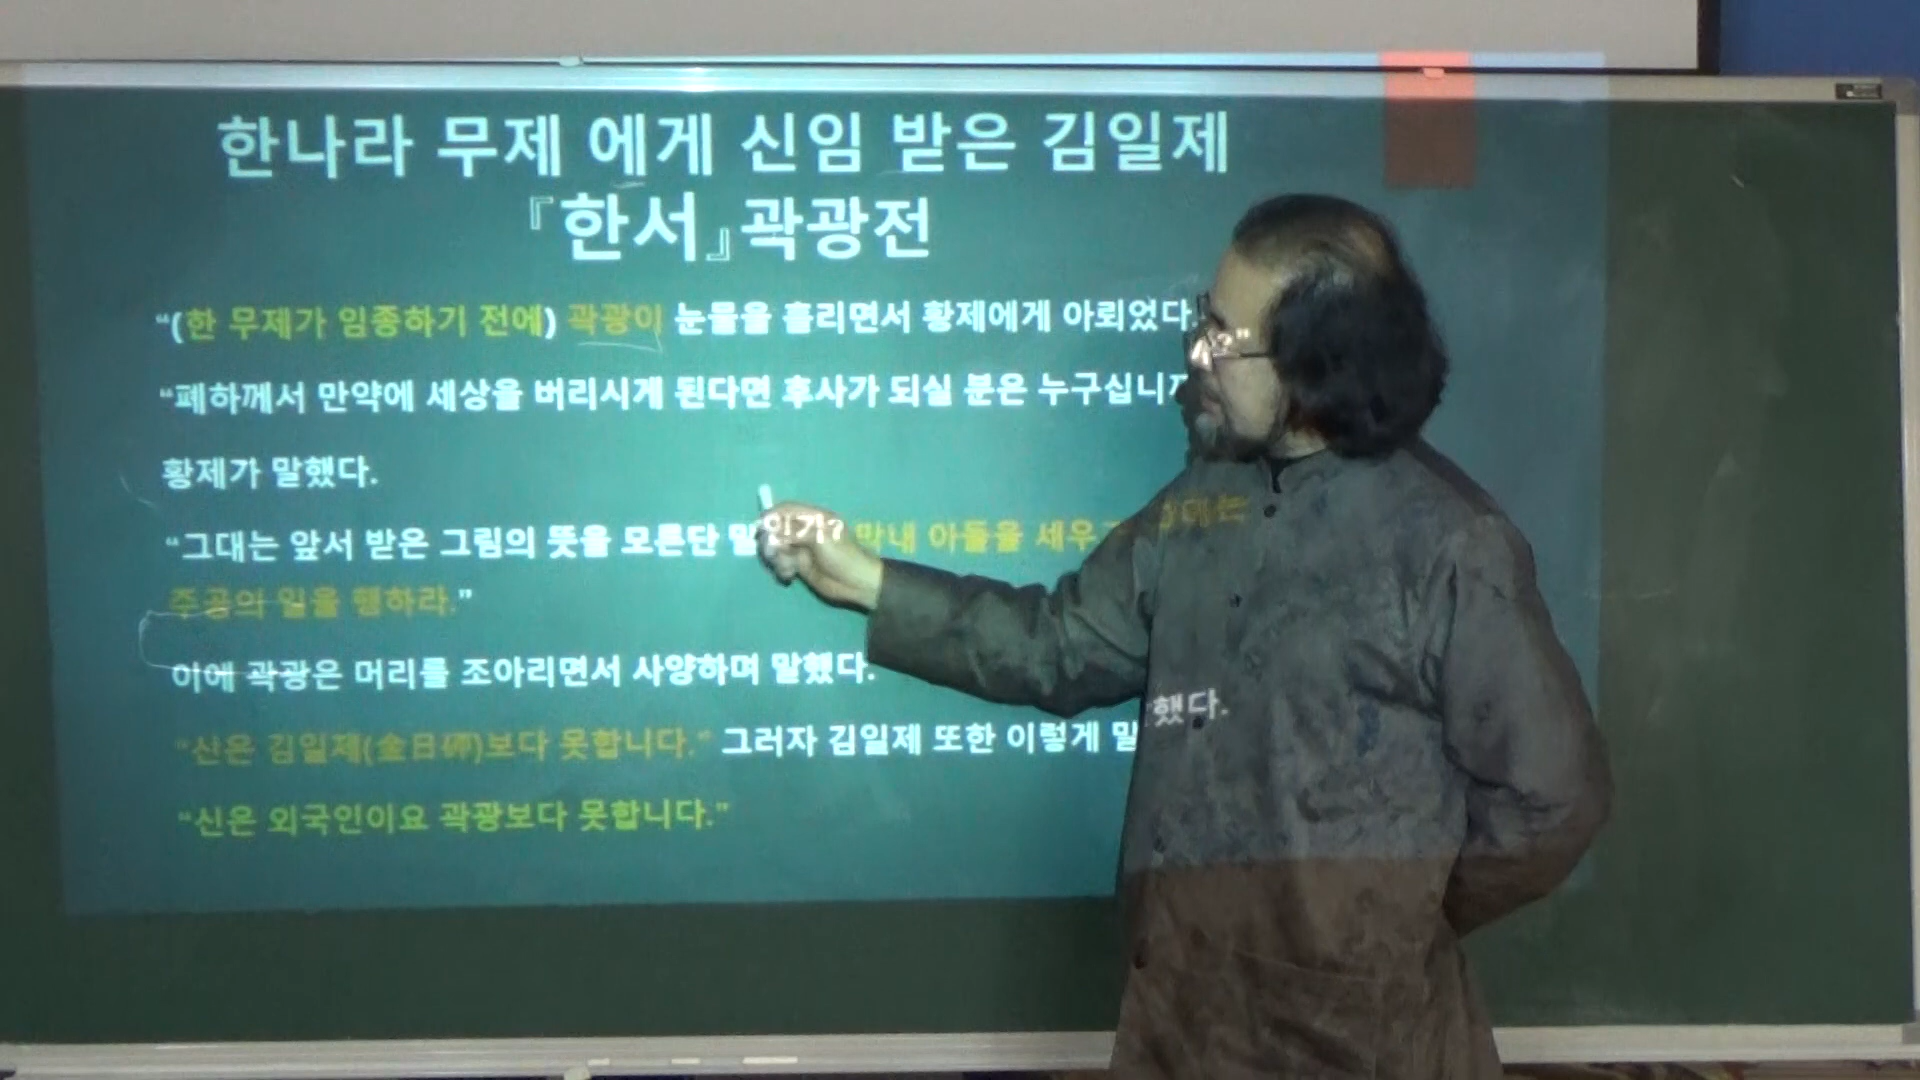 한나라 무제 에게 신임 받은 김일제
『한서』곽광전
“(한 무제가 임종하기 전에) 곽광이 눈물을 흘리면서 황제에게 아뢰었다.
“폐하께서 만약에 세상을 버리시게 된다면 후사가 되실 분은 누구십니까?”
황제가 말했다.
“그대는 앞서 받은 그림의 뜻을 모른단 말인가? 막내 아들을 세우고 그대는
주공의 일을 행하라.”
이에 곽광은 머리를 조아리면서 사양하며 말했다.
“신은 김일제(金日磾)보다 못합니다.” 그러자 김일제 또한 이렇게 말했다.
“신은 외국인이요 곽광보다 못합니다.”